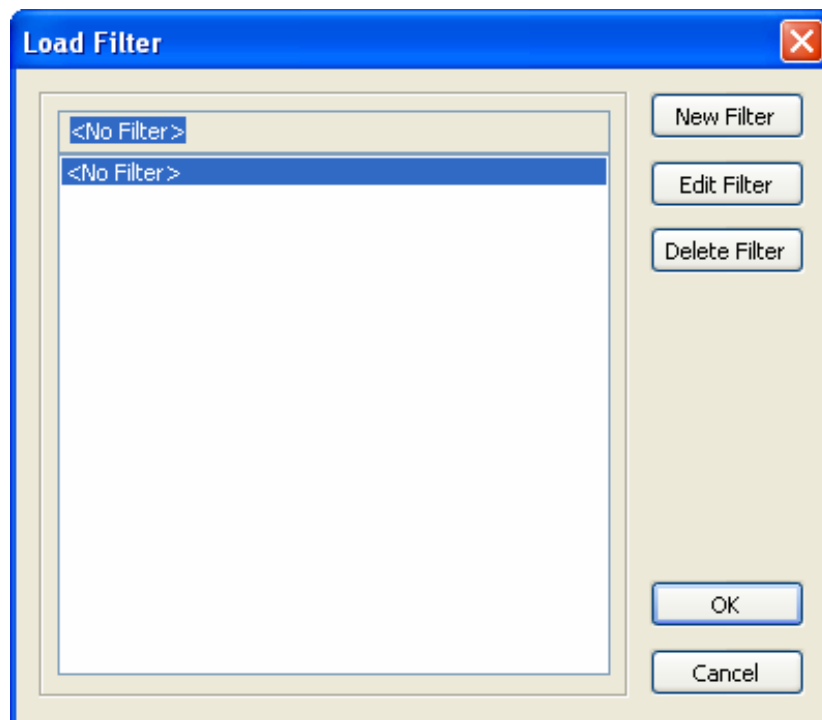 Load Filter
<No Filter>
<No Filter>
New Filter
Edit Filter
Delete Filter
OK
Cancel